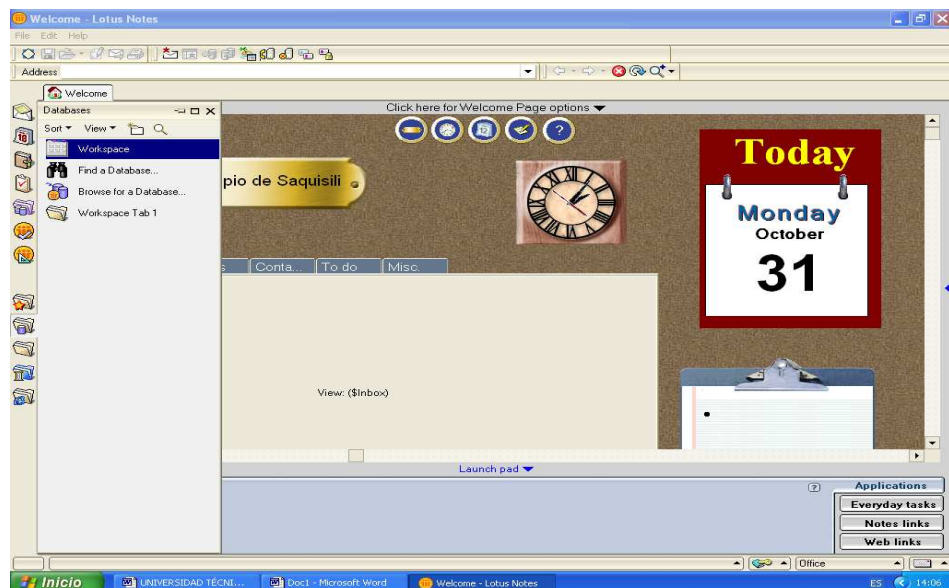 Welcome - Lotus Notes
File Edit Help
Address
Welcome
Databases
Click here for Welcome Page options
Sort View
Workspace
Find a Database...
Browse for a Database...
Workspace Tab 1
pio de Saquisili
Today
Monday
October
31
s Conta... To do Misc.
View: ($Inbox)
Launch pad
Applications
Everyday tasks
Notes links
Web links
Office
Inicio UNIVERSIDAD TÉCNI... Doc1 - Microsoft Word Welcome - Lotus Notes ES 14:06